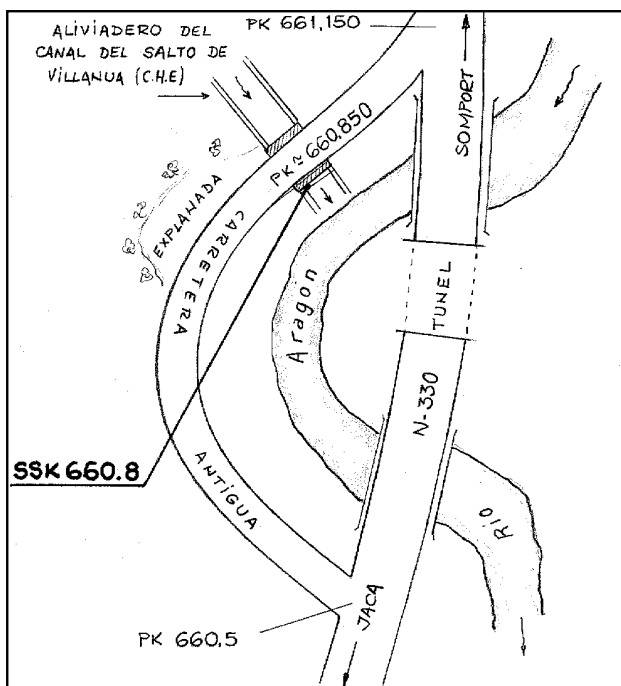 ALIVIADERO DEL
CANAL DEL SALTO DE
VILLANUA (C.H.E)
PK 661,150
SOMPORT
PK ≃ 660.850
EXPLANADA
CARRETERA
ANTIGUA
TUNEL
Aragon
N-330
SSK 660.8
Río
JACA
PK 660.5